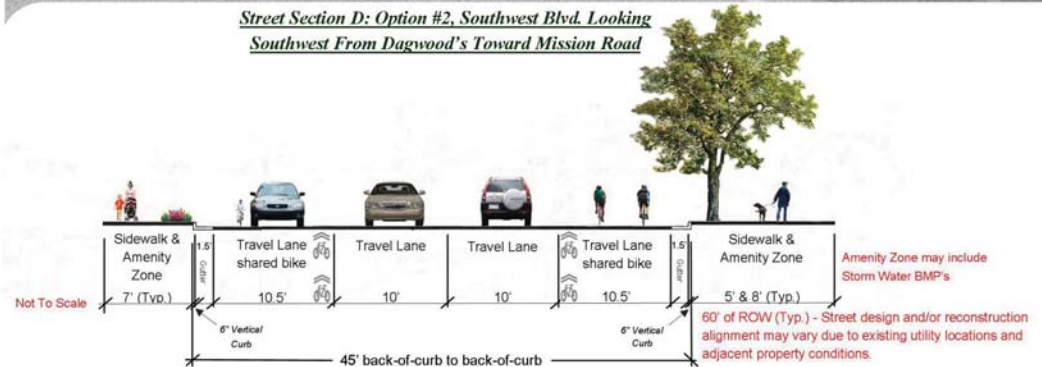 Street Section D: Option #2, Southwest Blvd. Looking
Southwest From Dagwood's Toward Mission Road
Sidewalk &
Amenity
Zone
7' (Typ.)
1.5'
Gutter
Travel Lane
shared bike
10.5'
Travel Lane
10'
Travel Lane
10'
Travel Lane
shared bike
10.5'
1.5'
Gutter
Sidewalk &
Amenity Zone
5' & 8' (Typ.)
Amenity Zone may include
Storm Water BMP's
Not To Scale
6" Vertical
Curb
6" Vertical
Curb
60' of ROW (Typ.) - Street design and/or reconstruction
alignment may vary due to existing utility locations and
adjacent property conditions.
45' back-of-curb to back-of-curb